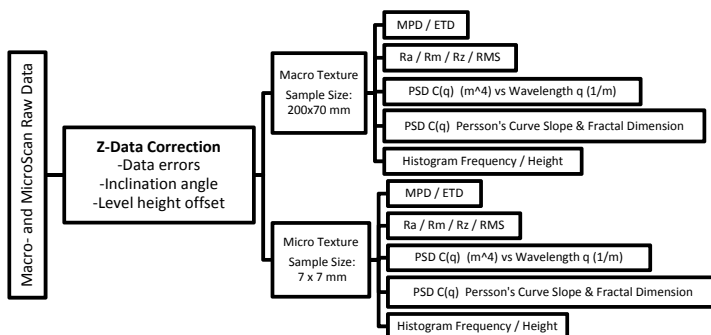 Macro- and MicroScan Raw Data
Z-Data Correction
-Data errors
-Inclination angle
-Level height offset
Macro Texture
Sample Size:
200x70 mm
MPD / ETD
Ra / Rm / Rz / RMS
PSD C(q)  (m^4) vs Wavelength q (1/m)
PSD C(q)  Persson's Curve Slope & Fractal Dimension
Histogram Frequency / Height
Micro Texture
Sample Size:
7 x 7 mm
MPD / ETD
Ra / Rm / Rz / RMS
PSD C(q)  (m^4) vs Wavelength q (1/m)
PSD C(q)  Persson's Curve Slope & Fractal Dimension
Histogram Frequency / Height